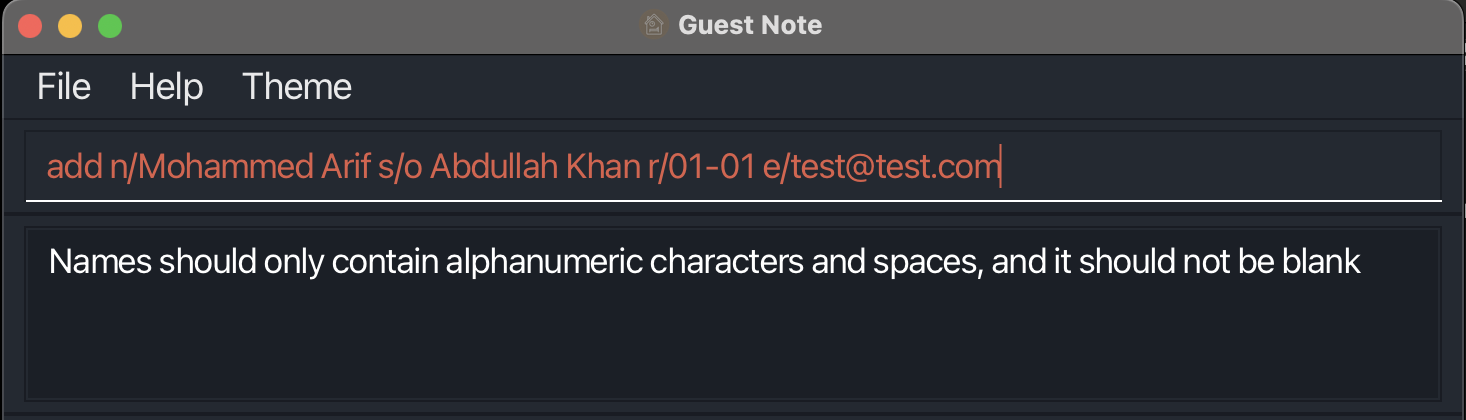 Guest Note
File Help Theme
add n/Mohammed Arif s/o Abdullah Khan r/01-01 e/test@test.com
Names should only contain alphanumeric characters and spaces, and it should not be blank